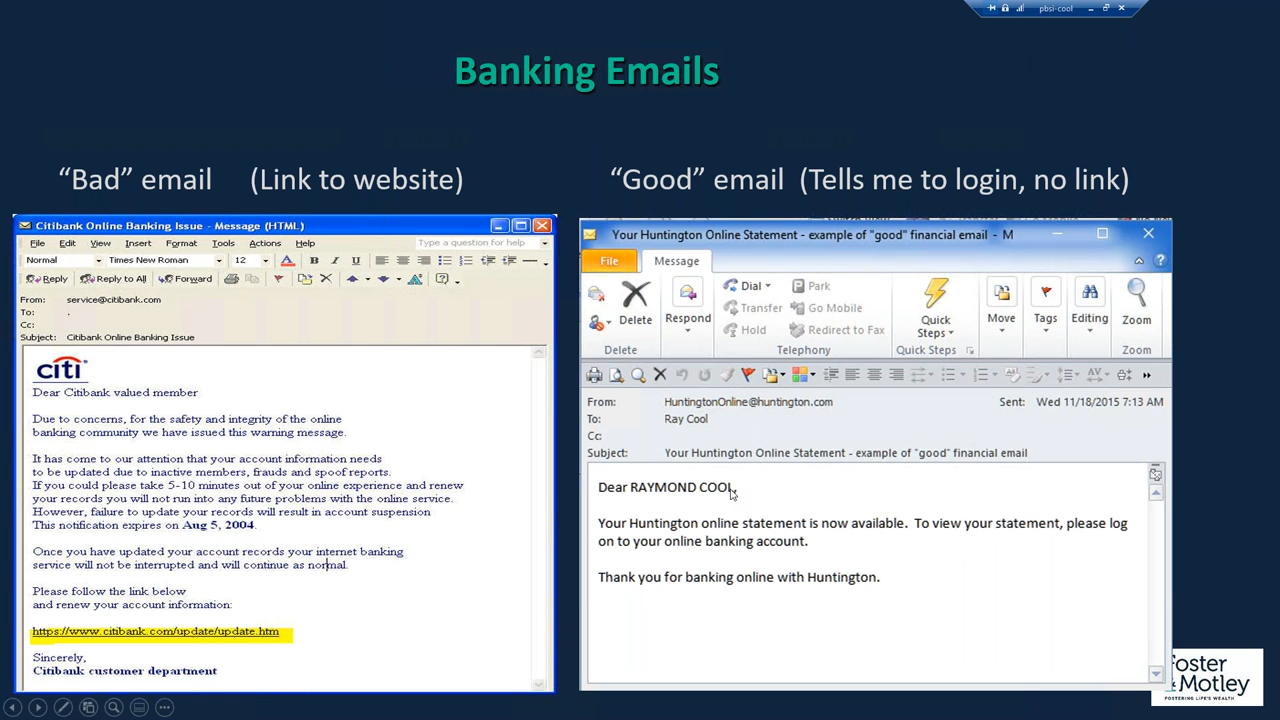 pbsi-cool
Banking Emails
“Bad” email (Link to website)
“Good” email (Tells me to login, no link)
Citibank Online Banking Issue - Message (HTML)
File Edit View Insert Format Tools Actions Help Type a question for help
Normal Times New Roman 12 A B I U
Reply Reply to All Forward
From: service@citibank.com
To: .
Cc:
Subject: Citibank Online Banking Issue
citi
Dear Citibank valued member
Due to concerns, for the safety and integrity of the online
banking community we have issued this warning message.
It has come to our attention that your account information needs
to be updated due to inactive members, frauds and spoof reports.
If you could please take 5-10 minutes out of your online experience and renew
your records you will not run into any future problems with the online service.
However, failure to update your records will result in account suspension
This notification expires on Aug 5, 2004.
Once you have updated your account records your internet banking
service will not be interrupted and will continue as normal.
Please follow the link below
and renew your account information:
https://www.citibank.com/update/update.htm
Sincerely,
Citibank customer department
Your Huntington Online Statement - example of "good" financial email - M
File Message
Delete Respond Dial Park
Transfer Go Mobile
Hold Redirect to Fax
Quick Steps Move Tags Editing Zoom
Delete Telephony Quick Steps Zoom
From: HuntingtonOnline@huntington.com Sent: Wed 11/18/2015 7:13 AM
To: Ray Cool
Cc:
Subject: Your Huntington Online Statement - example of "good" financial email
Dear RAYMOND COOL,
Your Huntington online statement is now available. To view your statement, please log
on to your online banking account.
Thank you for banking online with Huntington.
Foster
& Motley
FOSTERING LIFE'S WEALTH